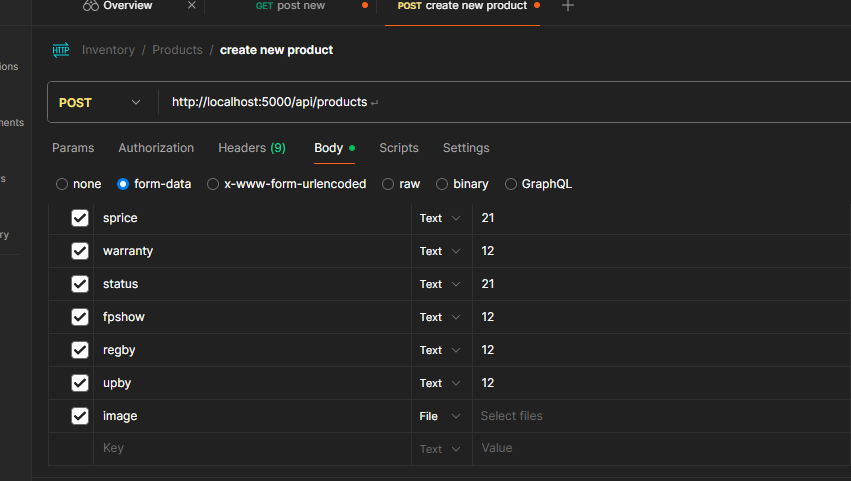 Overview GET post new POST create new product
HTTP Inventory / Products / create new product
ions
POST http://localhost:5000/api/products
ments
Params Authorization Headers (9) Body Scripts Settings
s
none form-data x-www-form-urlencoded raw binary GraphQL
sprice Text 21
ry
warranty Text 12
status Text 21
fpshow Text 12
regby Text 12
upby Text 12
image File Select files
Key Text Value